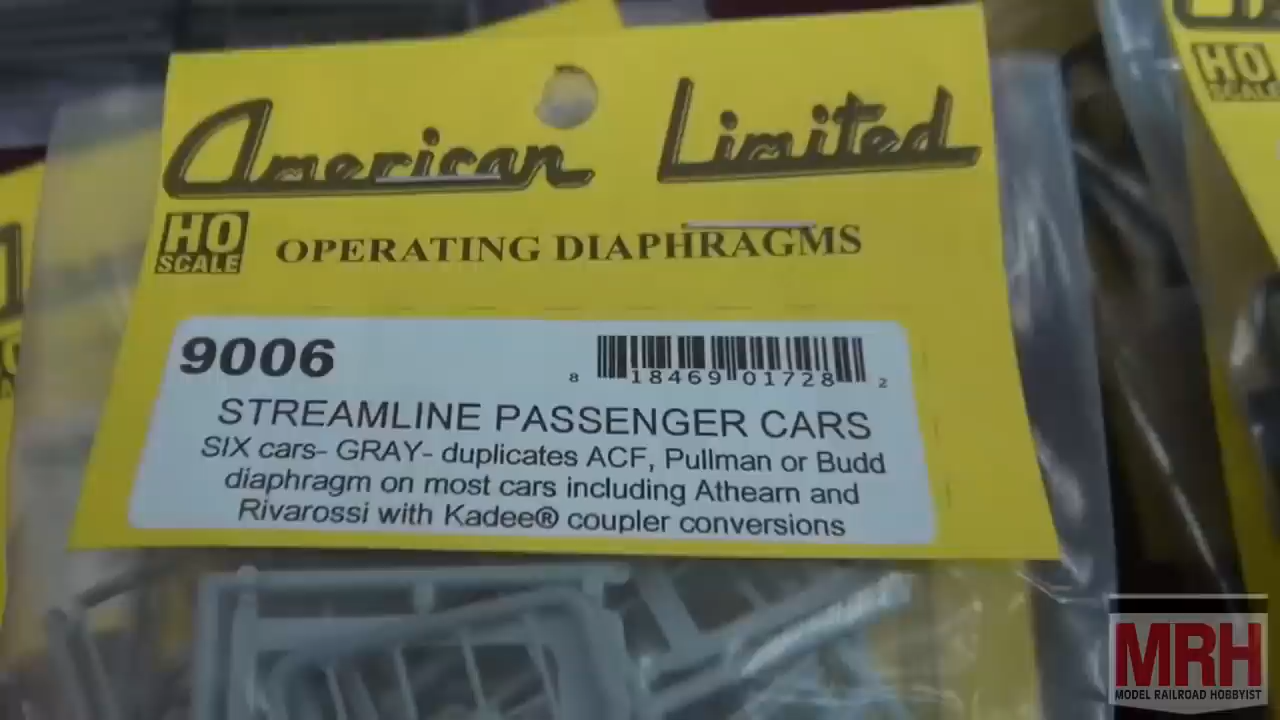 American Limited
HO
SCALE
OPERATING DIAPHRAGMS
9006
8 18469 01728 2
STREAMLINE PASSENGER CARS
SIX cars- GRAY- duplicates ACF, Pullman or Budd
diaphragm on most cars including Athearn and
Rivarossi with Kadee® coupler conversions
HO
SCALE
MRH
MODEL RAILROAD HOBBYIST